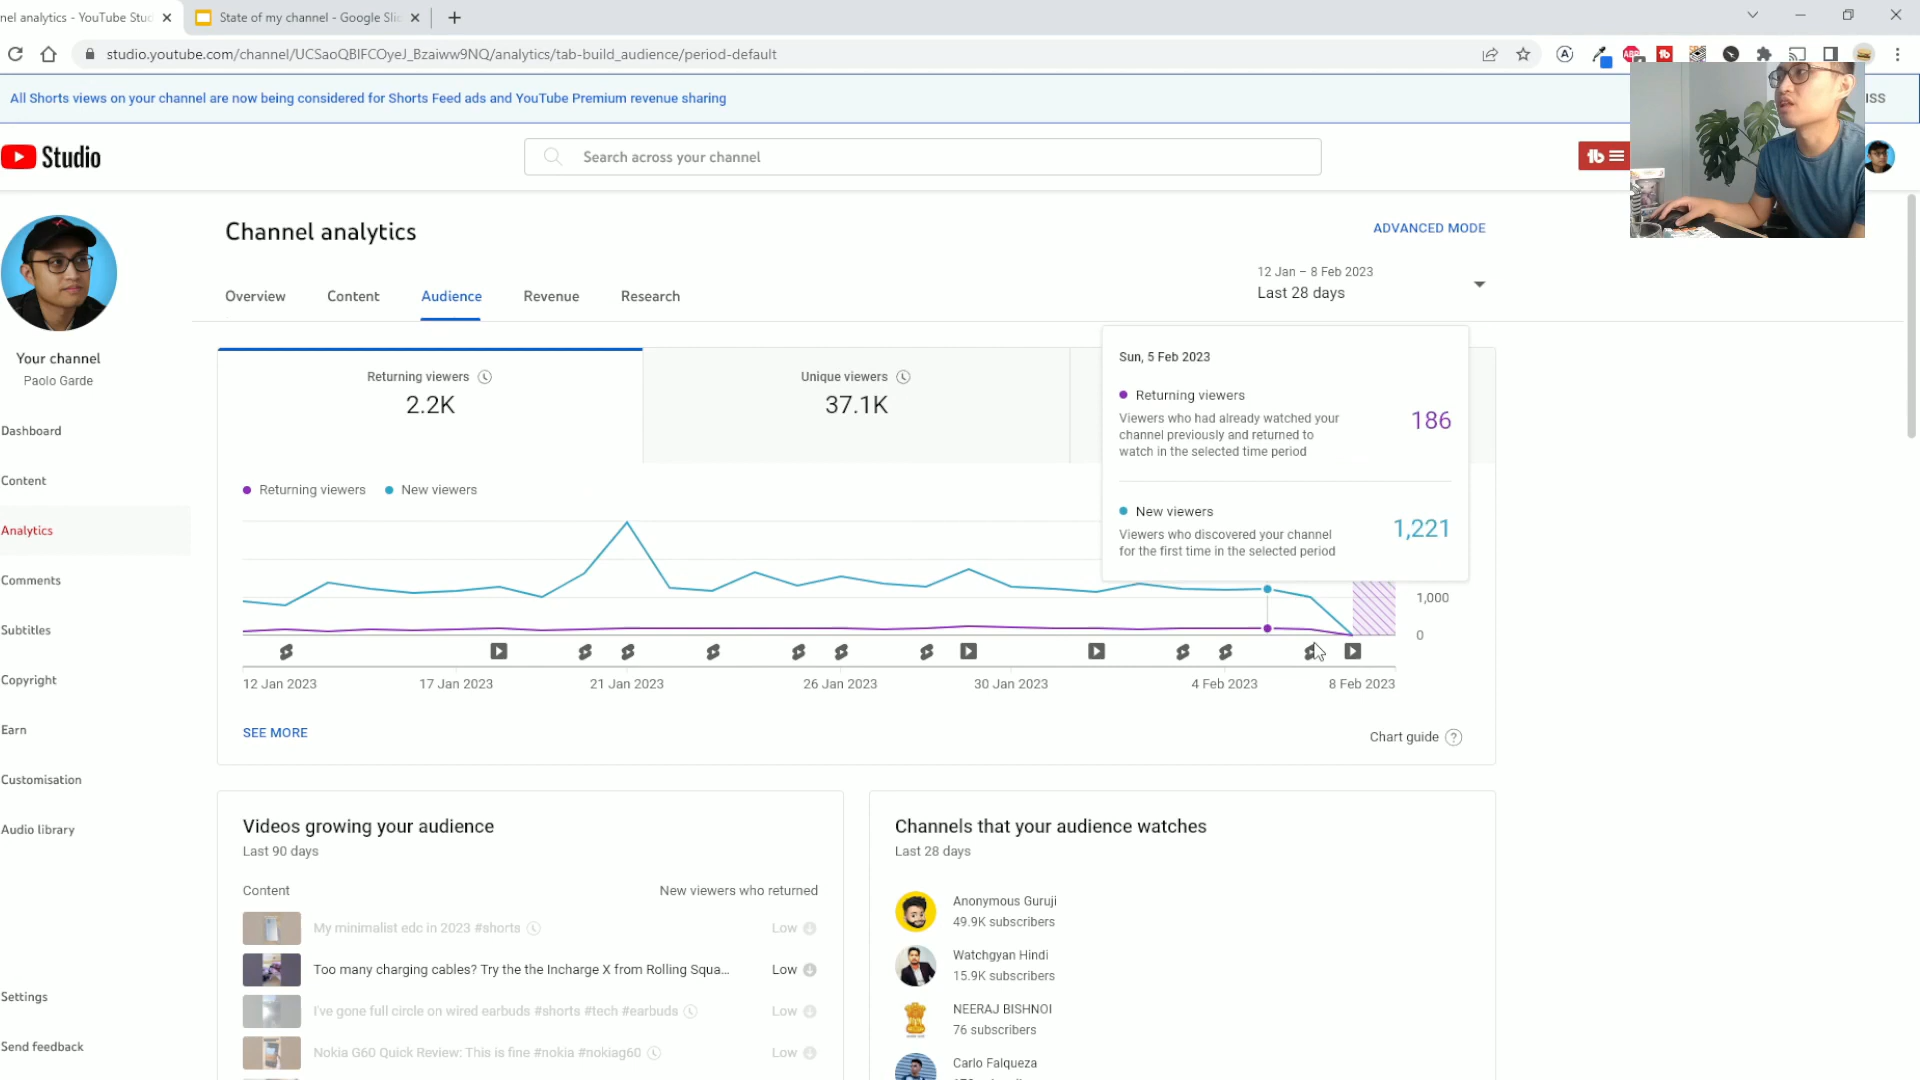 nel analytics - YouTube Stu
State of my channel - Google Sli
studio.youtube.com/channel/UCSaoQBIFCOyeJ_Bzaiww9NQ/analytics/tab-build_audience/period-default
All Shorts views on your channel are now being considered for Shorts Feed ads and YouTube Premium revenue sharing
ISS
Studio
Search across your channel
Channel analytics
ADVANCED MODE
12 Jan – 8 Feb 2023
Last 28 days
Overview
Content
Audience
Revenue
Research
Your channel
Paolo Garde
Dashboard
Content
Analytics
Comments
Subtitles
Copyright
Earn
Customisation
Audio library
Settings
Send feedback
Returning viewers
2.2K
Unique viewers
37.1K
Sun, 5 Feb 2023
Returning viewers
Viewers who had already watched your
channel previously and returned to
watch in the selected time period
186
New viewers
Viewers who discovered your channel
for the first time in the selected period
1,221
Returning viewers
New viewers
1,000
0
12 Jan 2023
17 Jan 2023
21 Jan 2023
26 Jan 2023
30 Jan 2023
4 Feb 2023
8 Feb 2023
SEE MORE
Chart guide
Videos growing your audience
Last 90 days
Content
New viewers who returned
My minimalist edc in 2023 #shorts
Low
Too many charging cables? Try the the Incharge X from Rolling Squa...
Low
I've gone full circle on wired earbuds #shorts #tech #earbuds
Low
Nokia G60 Quick Review: This is fine #nokia #nokiag60
Low
Channels that your audience watches
Last 28 days
Anonymous Guruji
49.9K subscribers
Watchgyan Hindi
15.9K subscribers
NEERAJ BISHNOI
76 subscribers
Carlo Falqueza